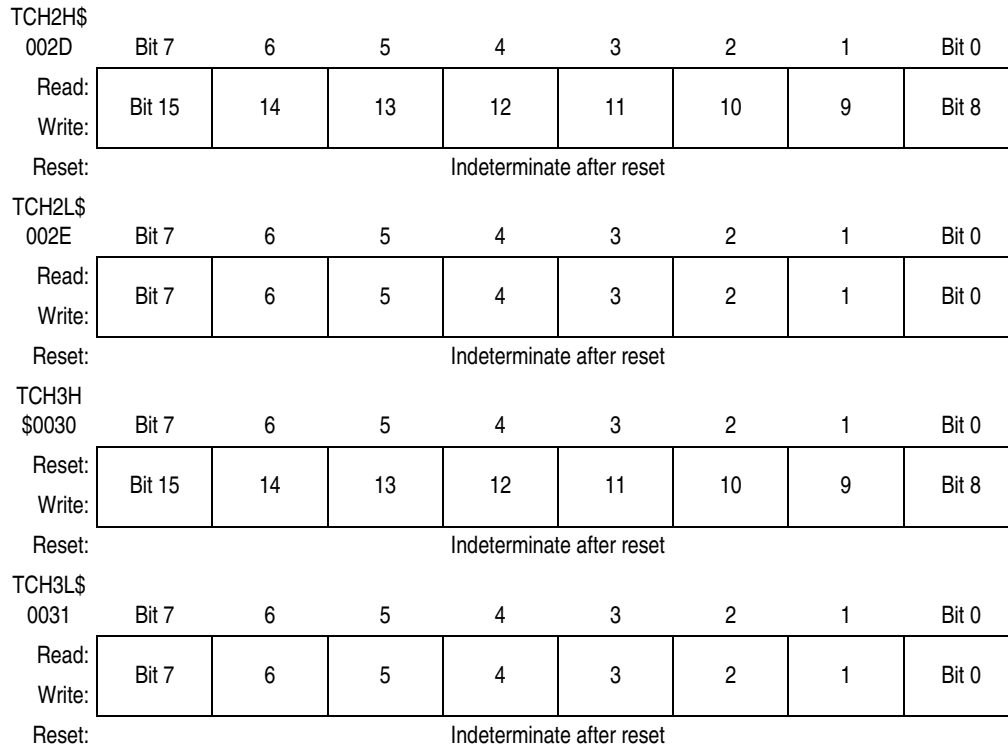 TCH2H$
002D Bit 7 6 5 4 3 2 1 Bit 0
Read:
Bit 15 14 13 12 11 10 9 Bit 8
Write:
Reset: Indeterminate after reset
TCH2L$
002E Bit 7 6 5 4 3 2 1 Bit 0
Read:
Bit 7 6 5 4 3 2 1 Bit 0
Write:
Reset: Indeterminate after reset
TCH3H
$0030 Bit 7 6 5 4 3 2 1 Bit 0
Reset:
Bit 15 14 13 12 11 10 9 Bit 8
Write:
Reset: Indeterminate after reset
TCH3L$
0031 Bit 7 6 5 4 3 2 1 Bit 0
Read:
Bit 7 6 5 4 3 2 1 Bit 0
Write:
Reset: Indeterminate after reset